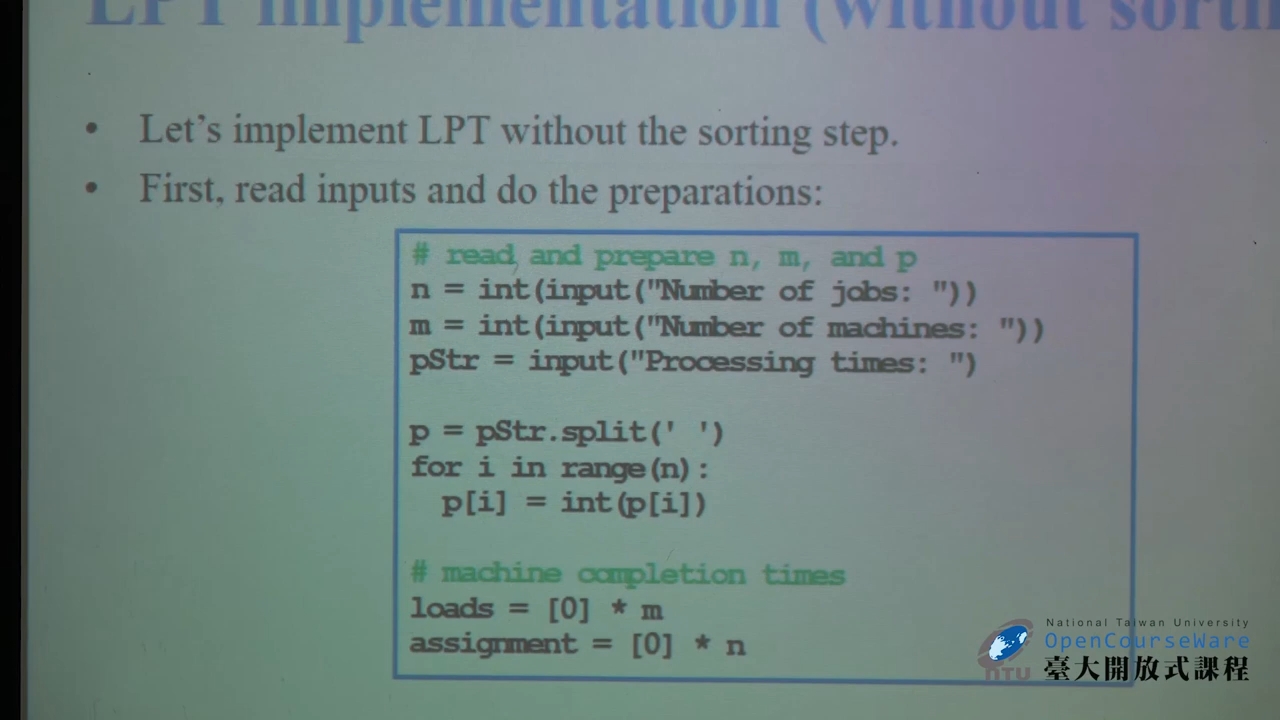 LPT implementation (without sortin
• Let's implement LPT without the sorting step.
• First, read inputs and do the preparations:
# read and prepare n, m, and p
n = int(input("Number of jobs: "))
m = int(input("Number of machines: "))
pStr = input("Processing times: ")
p = pStr.split(' ')
for i in range(n):
  p[i] = int(p[i])
# machine completion times
loads = [0] * m
assignment = [0] * n
National Taiwan University
OpenCourseWare
NTU 臺大開放式課程